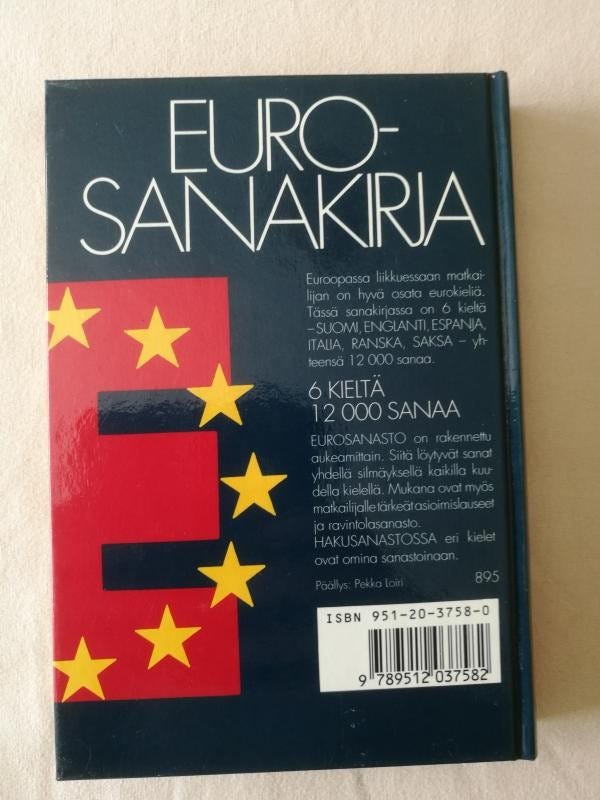 EURO-
SANAKIRJA
Euroopassa liikkuessaan matkai-
lijan on hyvä osata eurokieliä.
Tässä sanakirjassa on 6 kieltä
– SUOMI, ENGLANTI, ESPANJA,
ITALIA, RANSKA, SAKSA – yh-
teensä 12 000 sanaa.
6 KIELTÄ
12 000 SANAA
EUROSANASTO on rakennettu
aukeamittain. Siitä löytyvät sanat
yhdellä silmäyksellä kaikilla kuu-
della kielellä. Mukana ovat myös
matkailijalle tärkeät asioimislauseet
ja ravintolasanasto.
HAKUSANASTOSSA eri kielet
ovat omina sanastoinaan.
Päällys: Pekka Loiri 895
ISBN 951-20-3758-0
9 789512 037582